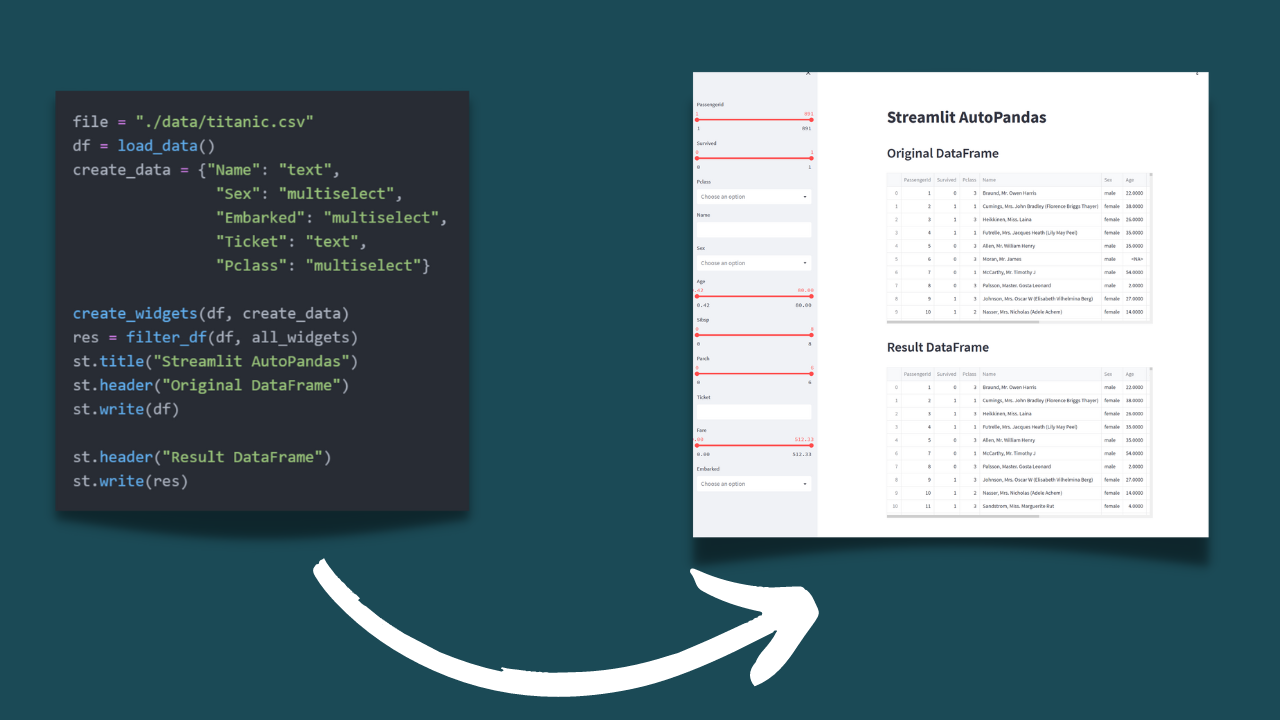 file = "./data/titanic.csv"
df = load_data()
create_data = {"Name": "text",
"Sex": "multiselect",
"Embarked": "multiselect",
"Ticket": "text",
"Pclass": "multiselect"}
create_widgets(df, create_data)
res = filter_df(df, all_widgets)
st.title("Streamlit AutoPandas")
st.header("Original DataFrame")
st.write(df)
st.header("Result DataFrame")
st.write(res)
PassengerId
1 891
1 891
Survived
0 1
0 1
Pclass
Choose an option
Name
Sex
Choose an option
Age
.42 80.00
0.42 80.00
SibSp
0 8
0 8
Parch
0 6
0 6
Ticket
Fare
.00 512.33
0.00 512.33
Embarked
Choose an option
Streamlit AutoPandas
Original DataFrame
PassengerId Survived Pclass Name Sex Age
0 1 0 3 Braund, Mr. Owen Harris male 22.0000
1 2 1 1 Cumings, Mrs. John Bradley (Florence Briggs Thayer) female 38.0000
2 3 1 3 Heikkinen, Miss. Laina female 26.0000
3 4 1 1 Futrelle, Mrs. Jacques Heath (Lily May Peel) female 35.0000
4 5 0 3 Allen, Mr. William Henry male 35.0000
5 6 0 3 Moran, Mr. James male <NA>
6 7 0 1 McCarthy, Mr. Timothy J male 54.0000
7 8 0 3 Palsson, Master. Gosta Leonard male 2.0000
8 9 1 3 Johnson, Mrs. Oscar W (Elisabeth Vilhelmina Berg) female 27.0000
9 10 1 2 Nasser, Mrs. Nicholas (Adele Achem) female 14.0000
Result DataFrame
PassengerId Survived Pclass Name Sex Age
0 1 0 3 Braund, Mr. Owen Harris male 22.0000
1 2 1 1 Cumings, Mrs. John Bradley (Florence Briggs Thayer) female 38.0000
2 3 1 3 Heikkinen, Miss. Laina female 26.0000
3 4 1 1 Futrelle, Mrs. Jacques Heath (Lily May Peel) female 35.0000
4 5 0 3 Allen, Mr. William Henry male 35.0000
6 7 0 1 McCarthy, Mr. Timothy J male 54.0000
7 8 0 3 Palsson, Master. Gosta Leonard male 2.0000
8 9 1 3 Johnson, Mrs. Oscar W (Elisabeth Vilhelmina Berg) female 27.0000
9 10 1 2 Nasser, Mrs. Nicholas (Adele Achem) female 14.0000
10 11 1 3 Sandstrom, Miss. Marguerite Rut female 4.0000